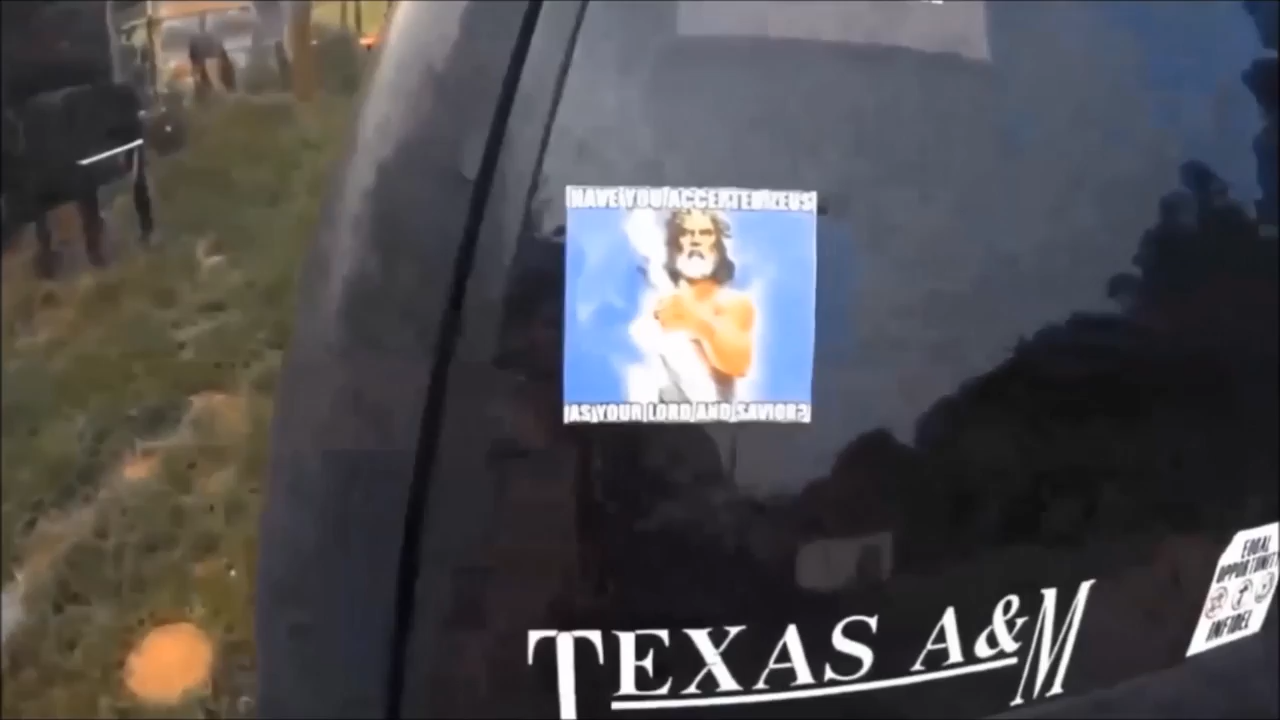 HAVE YOU ACCEPTED ZEUS
AS YOUR LORD AND SAVIOR?
TEXAS A&M
EQUAL
OPPORTUNITY
INFIDEL